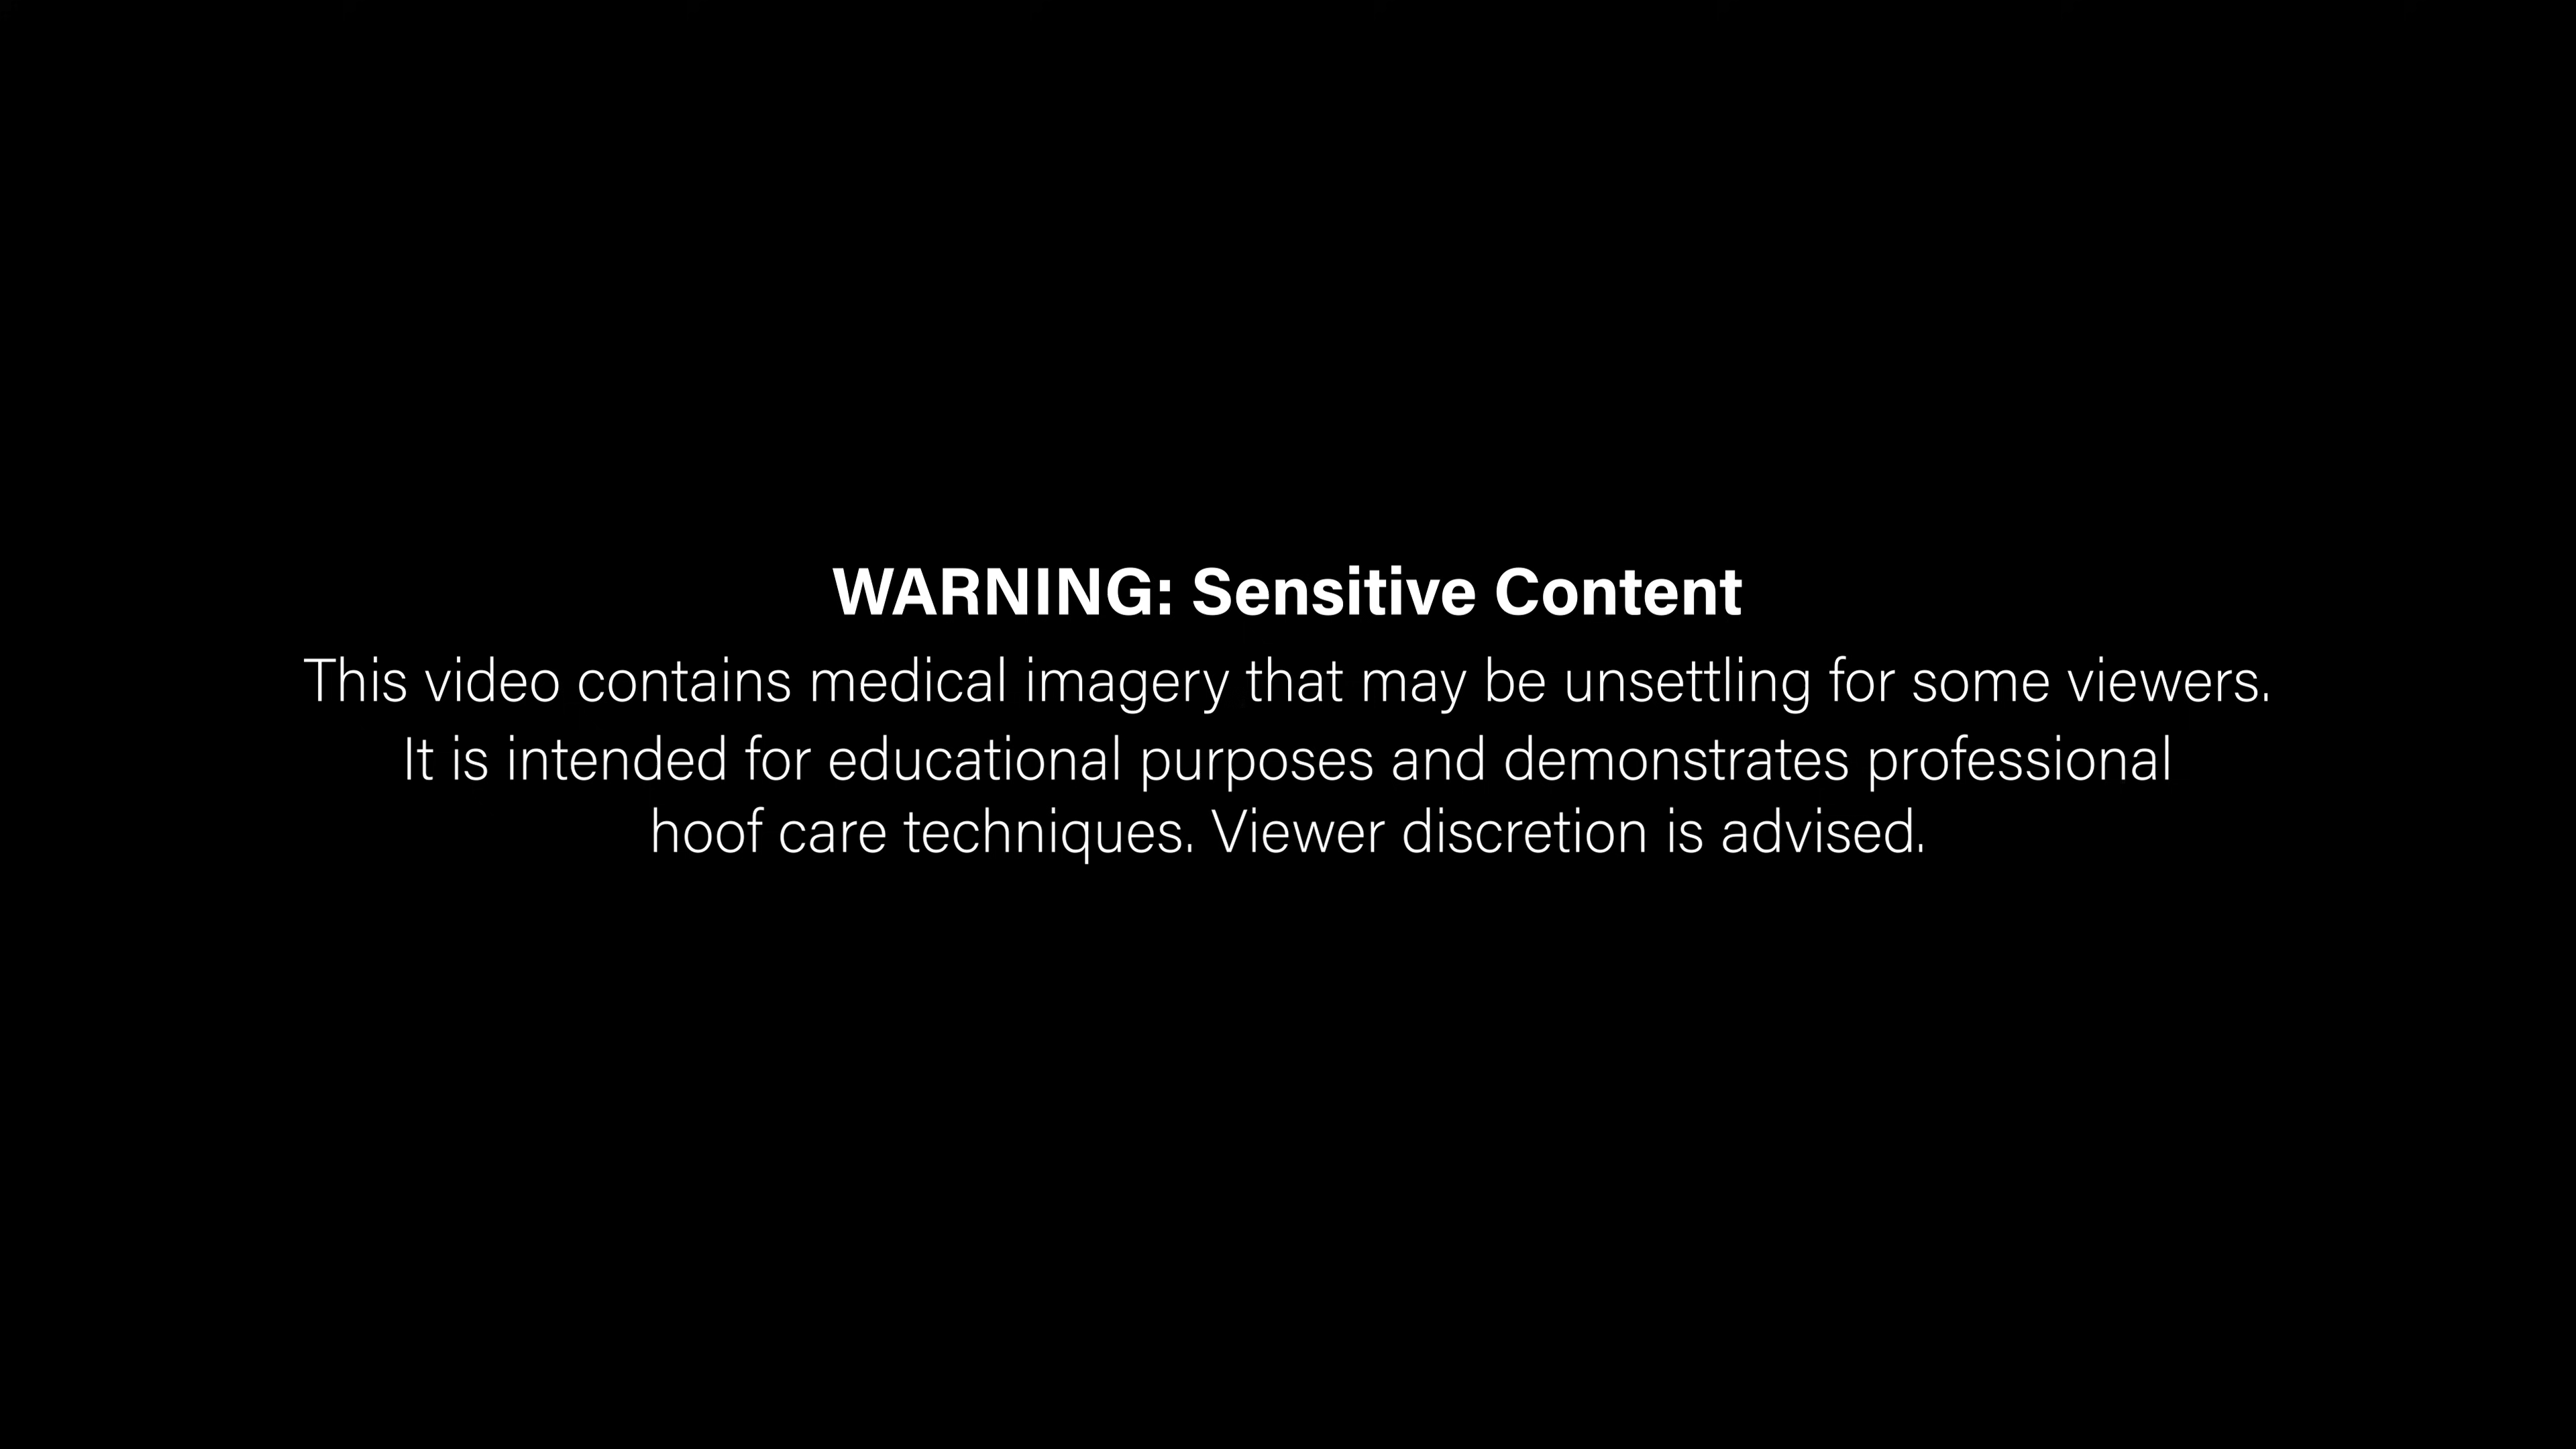 WARNING: Sensitive Content
This video contains medical imagery that may be unsettling for some viewers.
It is intended for educational purposes and demonstrates professional
hoof care techniques. Viewer discretion is advised.